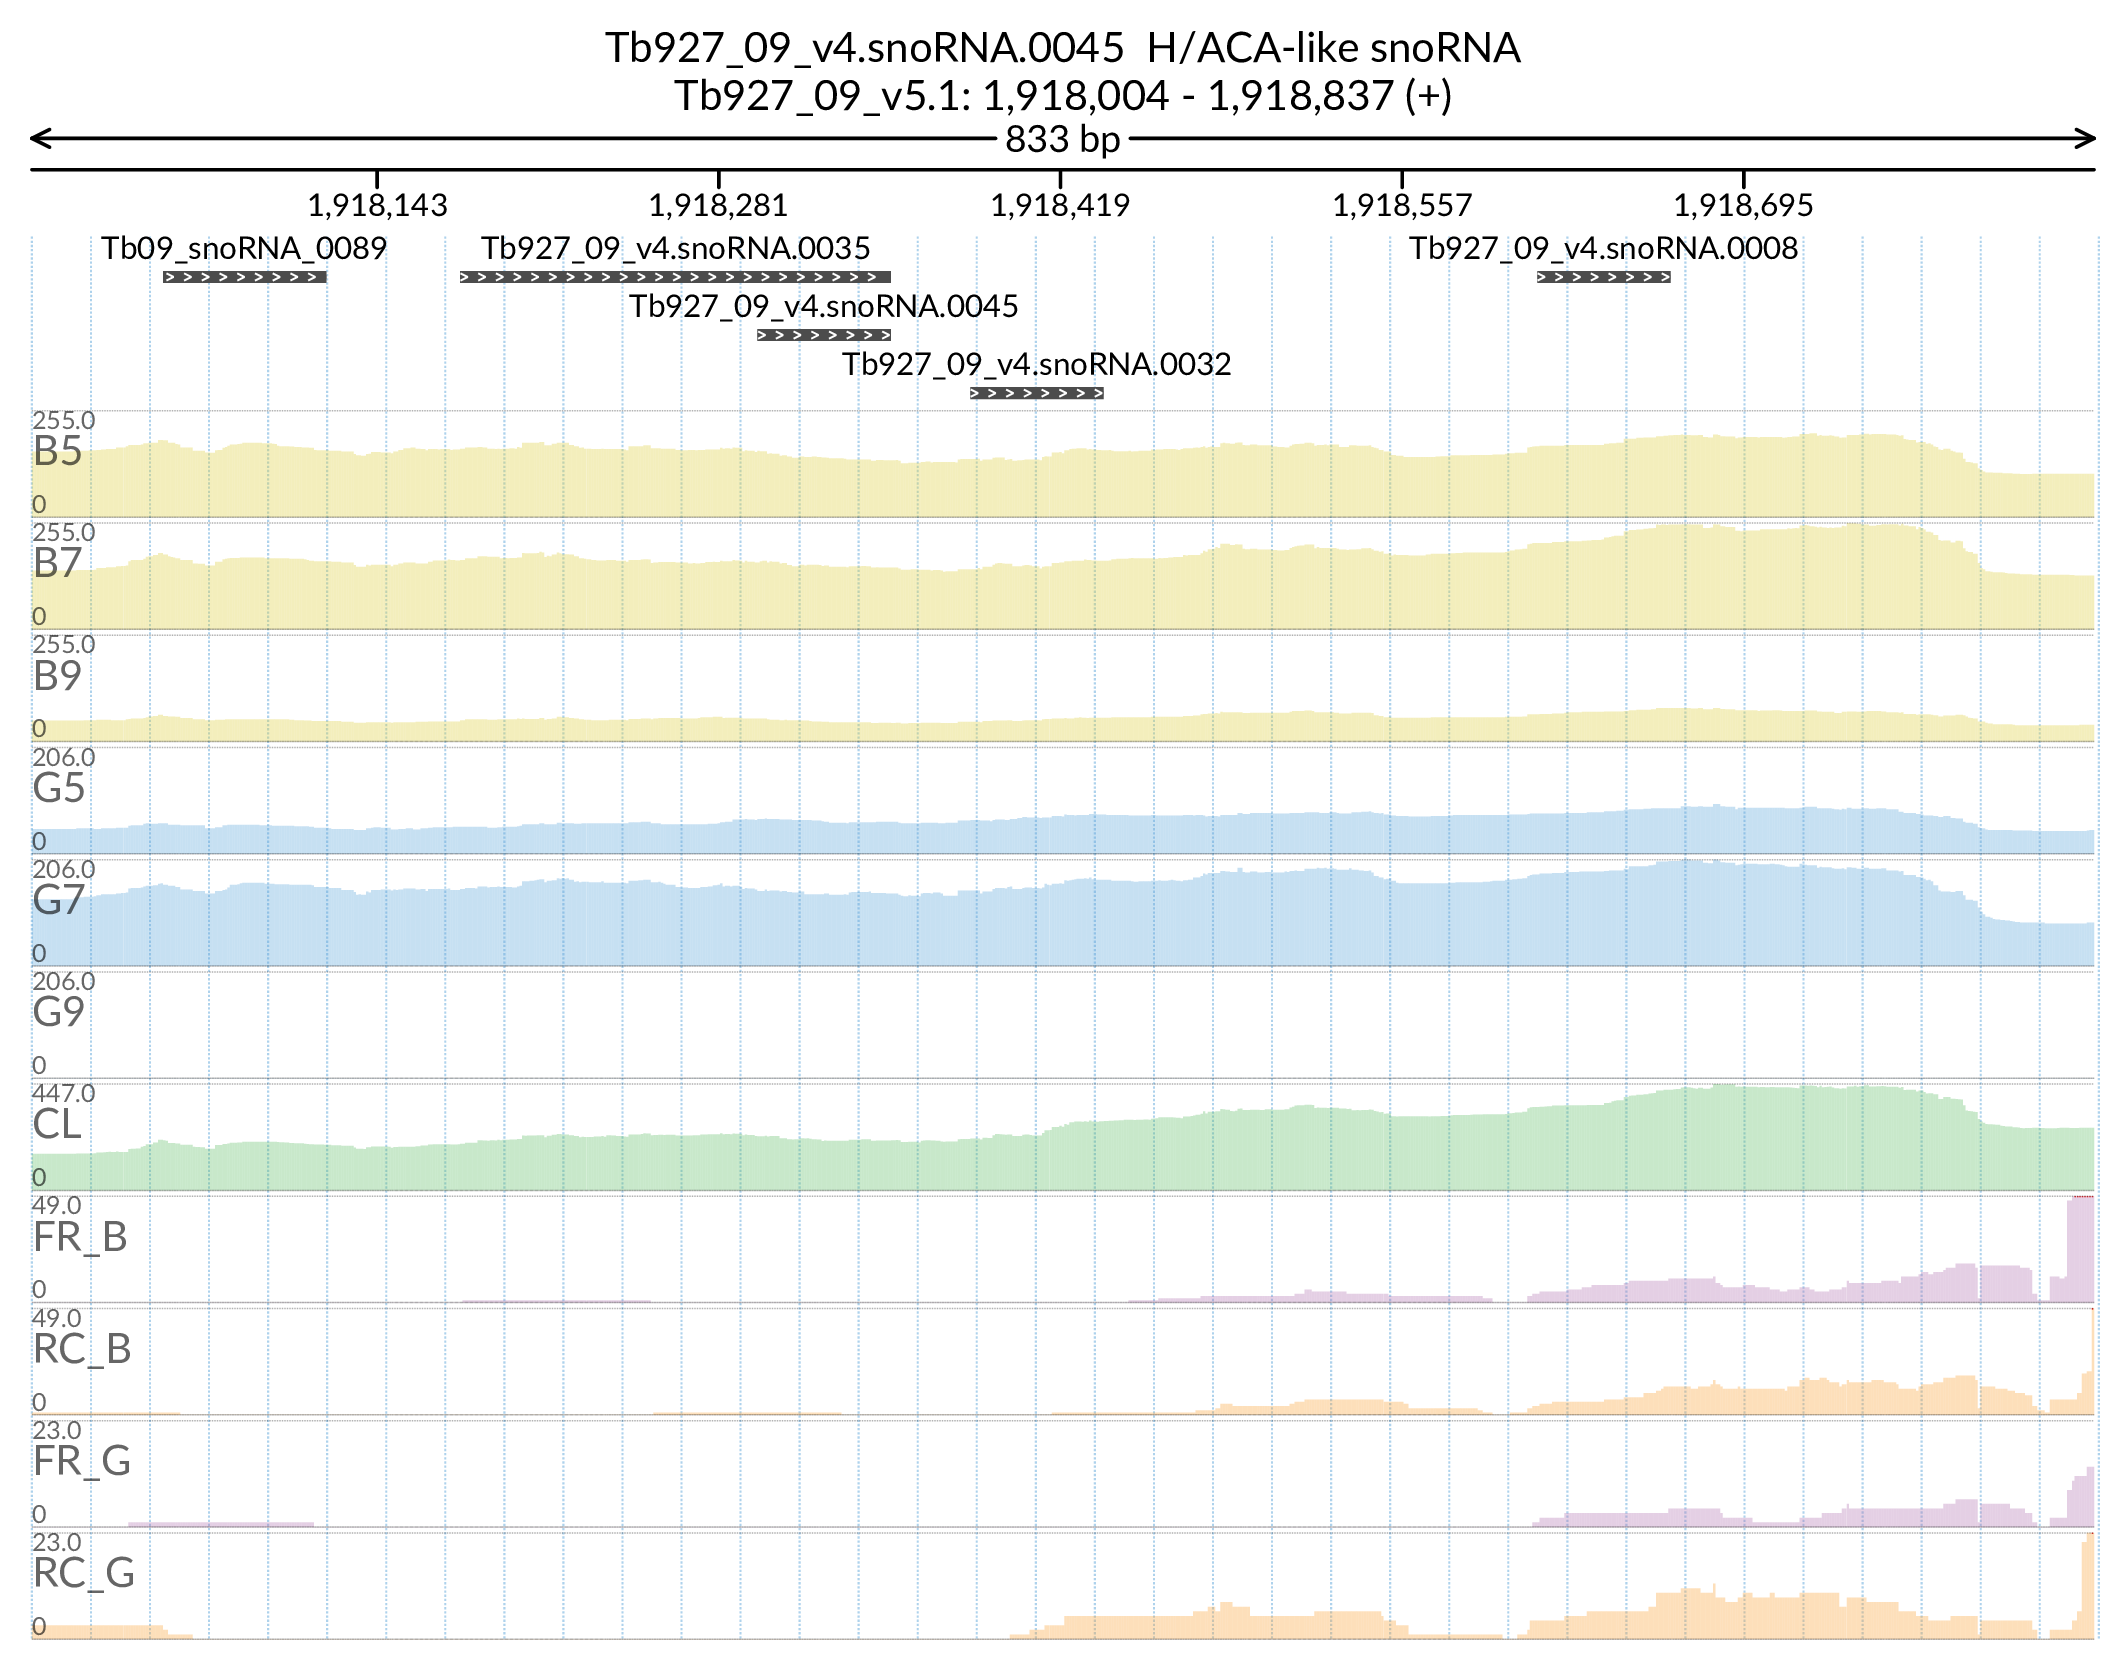 Tb927_09_v4.snoRNA.0045  H/ACA-like snoRNA
Tb927_09_v5.1: 1,918,004 - 1,918,837 (+)
833 bp
1,918,143 1,918,281 1,918,419 1,918,557 1,918,695
Tb09_snoRNA_0089 Tb927_09_v4.snoRNA.0035 Tb927_09_v4.snoRNA.0008
Tb927_09_v4.snoRNA.0045
Tb927_09_v4.snoRNA.0032
255.0
B5
0
255.0
B7
0
255.0
B9
0
206.0
G5
0
206.0
G7
0
206.0
G9
0
447.0
CL
0
49.0
FR_B
0
49.0
RC_B
0
23.0
FR_G
0
23.0
RC_G
0